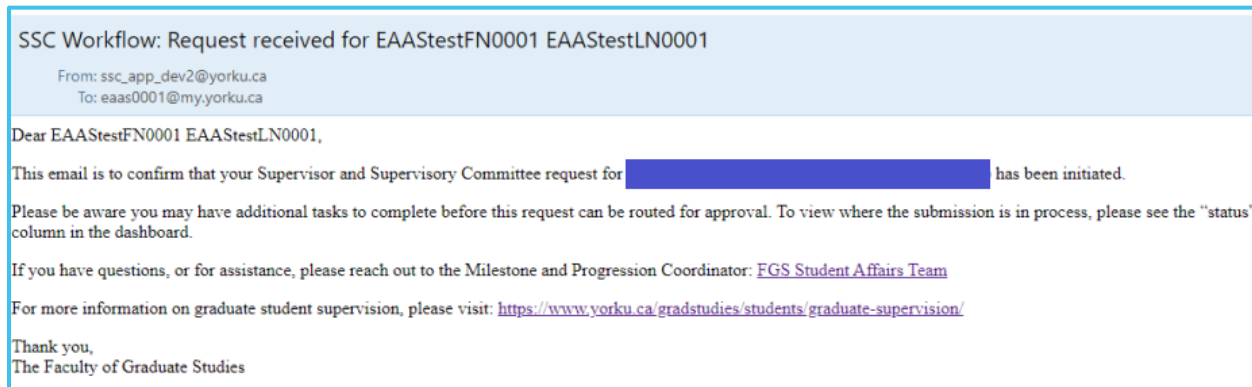 SSC Workflow: Request received for EAAStestFN0001 EAAStestLN0001
From: ssc_app_dev2@yorku.ca
To: eaas0001@my.yorku.ca
Dear EAAStestFN0001 EAAStestLN0001,
This email is to confirm that your Supervisor and Supervisory Committee request for has been initiated.
Please be aware you may have additional tasks to complete before this request can be routed for approval. To view where the submission is in process, please see the “status”
column in the dashboard.
If you have questions, or for assistance, please reach out to the Milestone and Progression Coordinator: FGS Student Affairs Team
For more information on graduate student supervision, please visit: https://www.yorku.ca/gradstudies/students/graduate-supervision/
Thank you,
The Faculty of Graduate Studies